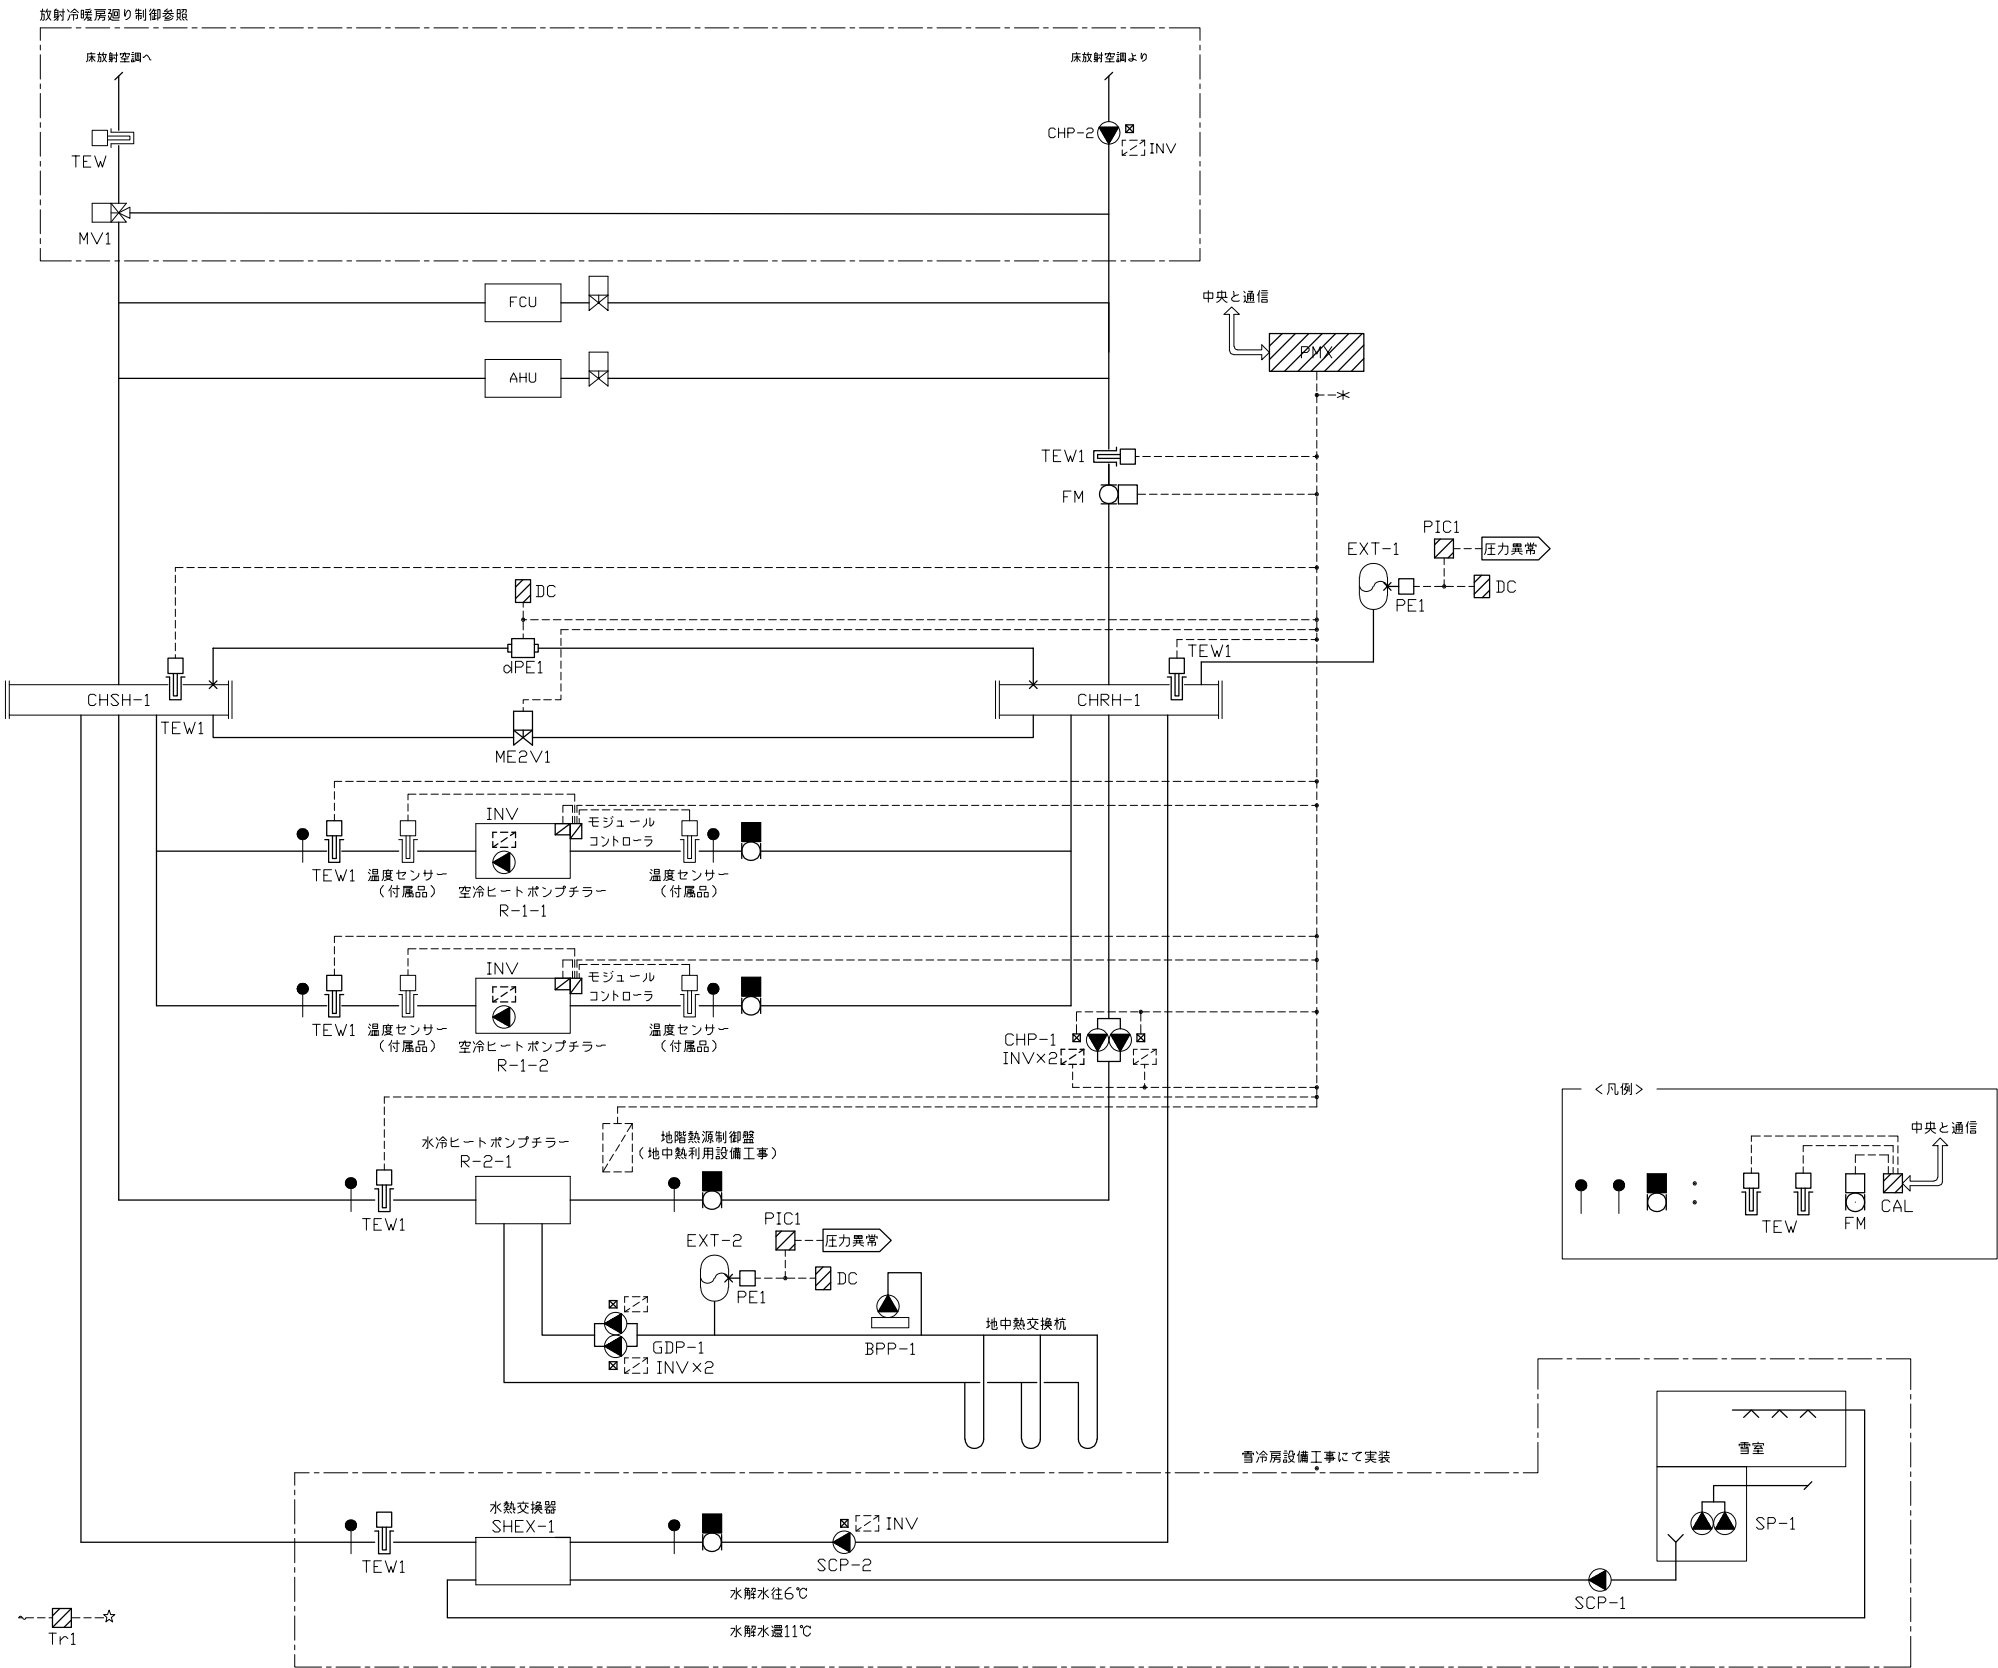 放射冷暖房廻り制御参照
床放射空調へ
床放射空調より
TEW
CHP-2
INV
MV1
FCU
中央と通信
PMX
AHU
TEW1
FM
PIC1
EXT-1
圧力異常
DC
PE1
DC
dPE1
TEW1
CHSH-1
CHRH-1
TEW1
ME2V1
INV
モジュール
コントローラ
TEW1
温度センサー
(付属品)
空冷ヒートポンプチラー
R-1-1
温度センサー
(付属品)
INV
モジュール
コントローラ
TEW1
温度センサー
(付属品)
空冷ヒートポンプチラー
R-1-2
温度センサー
(付属品)
CHP-1
INV×2
<凡例>
中央と通信
TEW
FM
CAL
水冷ヒートポンプチラー
R-2-1
地階熱源制御盤
(地中熱利用設備工事)
TEW1
PIC1
EXT-2
圧力異常
DC
PE1
GDP-1
INV×2
BPP-1
地中熱交換杭
雪冷房設備工事にて実装
雪室
水熱交換器
SHEX-1
INV
SP-1
TEW1
SCP-2
水解水往6℃
SCP-1
水解水還11℃
Tr1